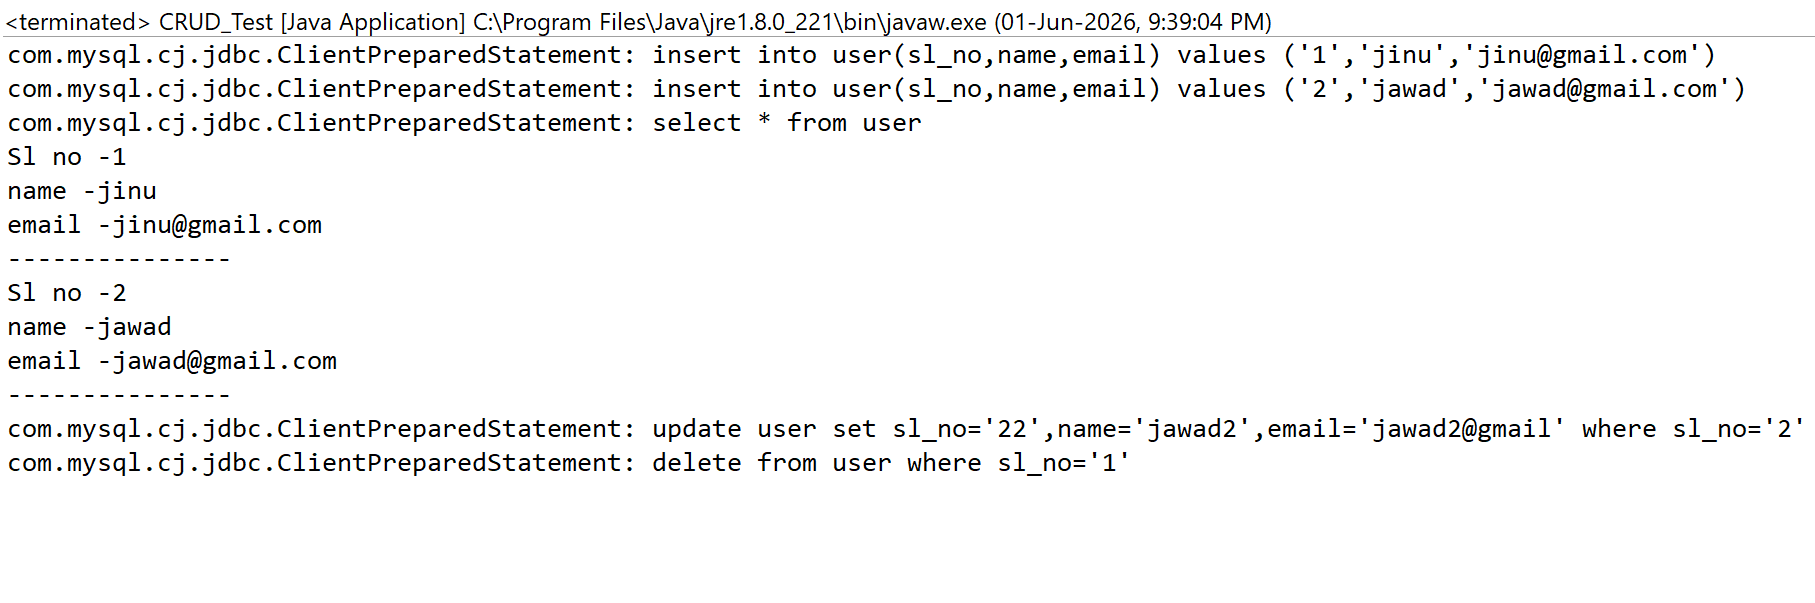 <terminated> CRUD_Test [Java Application] C:\Program Files\Java\jre1.8.0_221\bin\javaw.exe (01-Jun-2026, 9:39:04 PM)
com.mysql.cj.jdbc.ClientPreparedStatement: insert into user(sl_no,name,email) values ('1','jinu','jinu@gmail.com')
com.mysql.cj.jdbc.ClientPreparedStatement: insert into user(sl_no,name,email) values ('2','jawad','jawad@gmail.com')
com.mysql.cj.jdbc.ClientPreparedStatement: select * from user
Sl no -1
name -jinu
email -jinu@gmail.com
---------------
Sl no -2
name -jawad
email -jawad@gmail.com
---------------
com.mysql.cj.jdbc.ClientPreparedStatement: update user set sl_no='22',name='jawad2',email='jawad2@gmail' where sl_no='2'
com.mysql.cj.jdbc.ClientPreparedStatement: delete from user where sl_no='1'